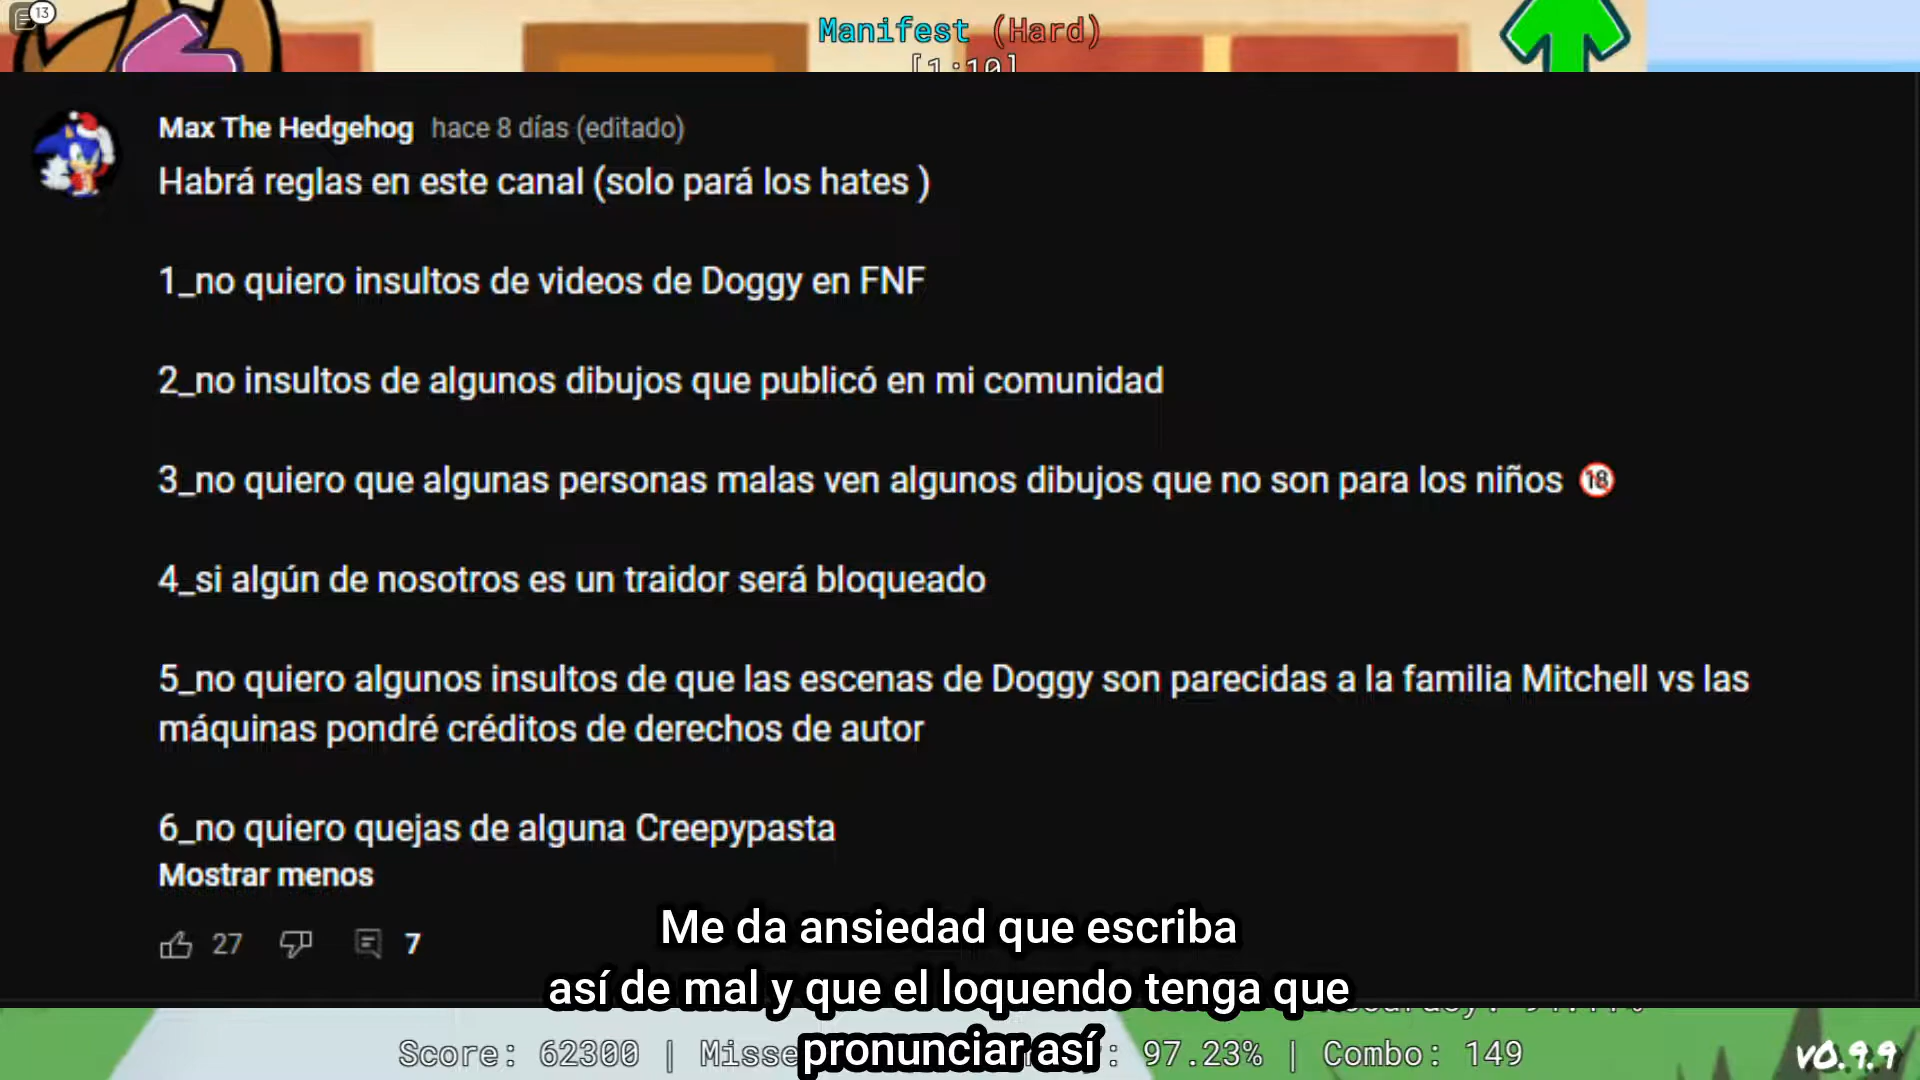 13
Manifest (Hard)
[1:10]
Max The Hedgehog hace 8 días (editado)
Habrá reglas en este canal (solo pará los hates )
1_no quiero insultos de videos de Doggy en FNF
2_no insultos de algunos dibujos que publicó en mi comunidad
3_no quiero que algunas personas malas ven algunos dibujos que no son para los niños 🔞
4_si algún de nosotros es un traidor será bloqueado
5_no quiero algunos insultos de que las escenas de Doggy son parecidas a la familia Mitchell vs las
máquinas pondré créditos de derechos de autor
6_no quiero quejas de alguna Creepypasta
Mostrar menos
27 7
Me da ansiedad que escriba
así de mal y que el loquendo tenga que
pronunciar así
Score: 62300 | Misse : 97.23% | Combo: 149
v0.9.9